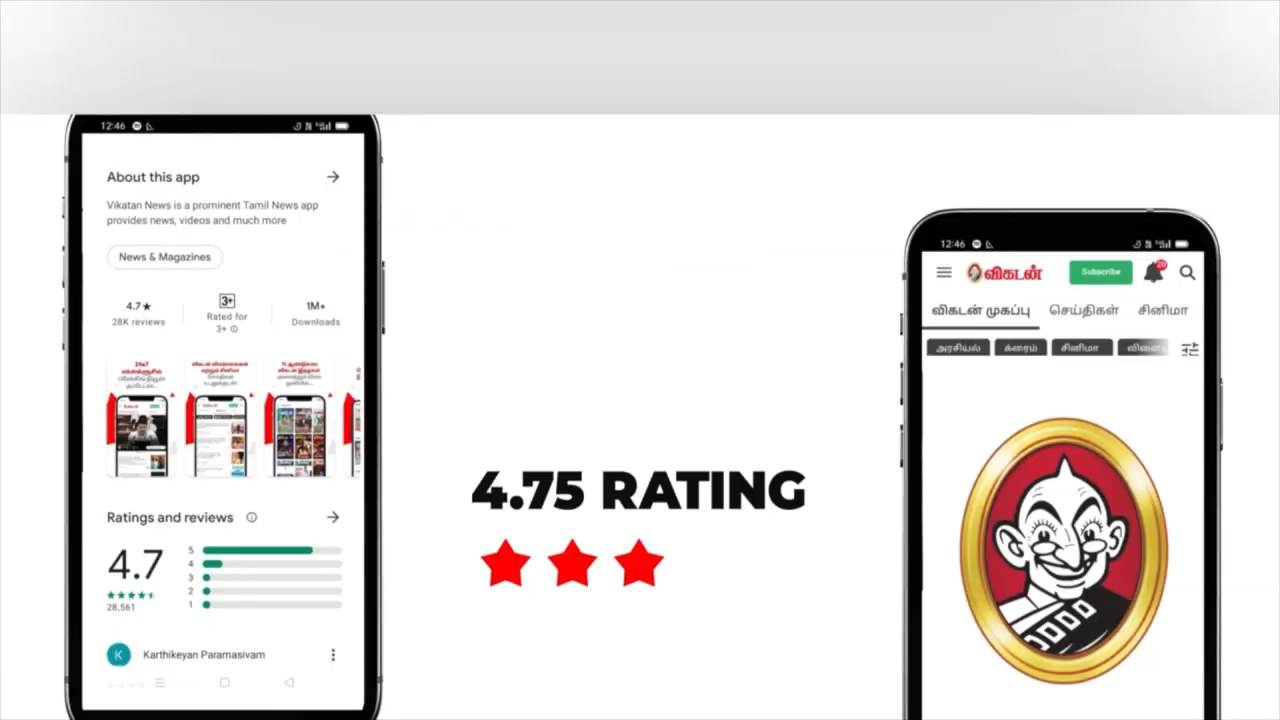 12:46
About this app
Vikatan News is a prominent Tamil News app
provides news, videos and much more
News & Magazines
4.7★
28K reviews
3+
Rated for
3+
1M+
Downloads
24x7
Ratings and reviews
4.7
28,561
5
4
3
2
1
K
Karthikeyan Paramasivam
4.75 RATING
12:46
விகடன்
Subscribe
விகடன் முகப்பு
செய்திகள்
சினிமா
அரசியல்
க்ரைம்
சினிமா